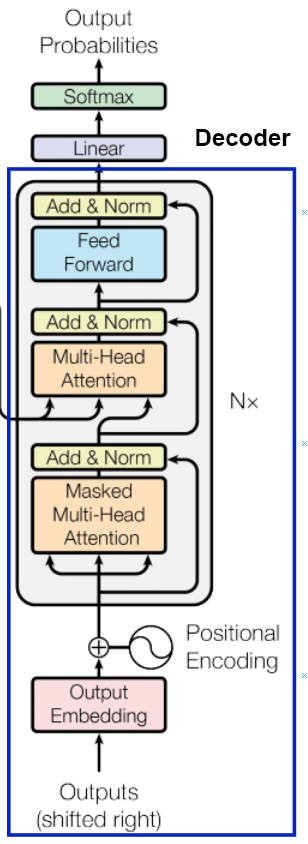 Output
Probabilities
Softmax
Linear
Decoder
Add & Norm
Feed
Forward
Add & Norm
Multi-Head
Attention
N×
Add & Norm
Masked
Multi-Head
Attention
Positional
Encoding
Output
Embedding
Outputs
(shifted right)